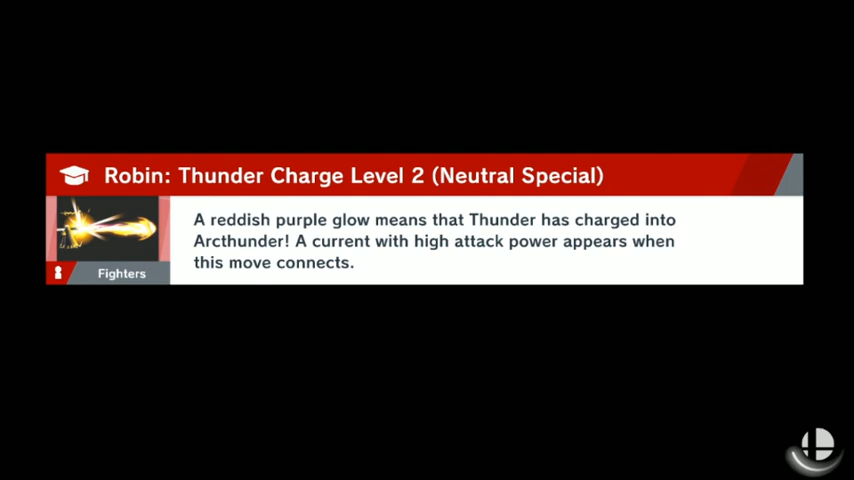 Robin: Thunder Charge Level 2 (Neutral Special)
A reddish purple glow means that Thunder has charged into
Arcthunder! A current with high attack power appears when
this move connects.
Fighters